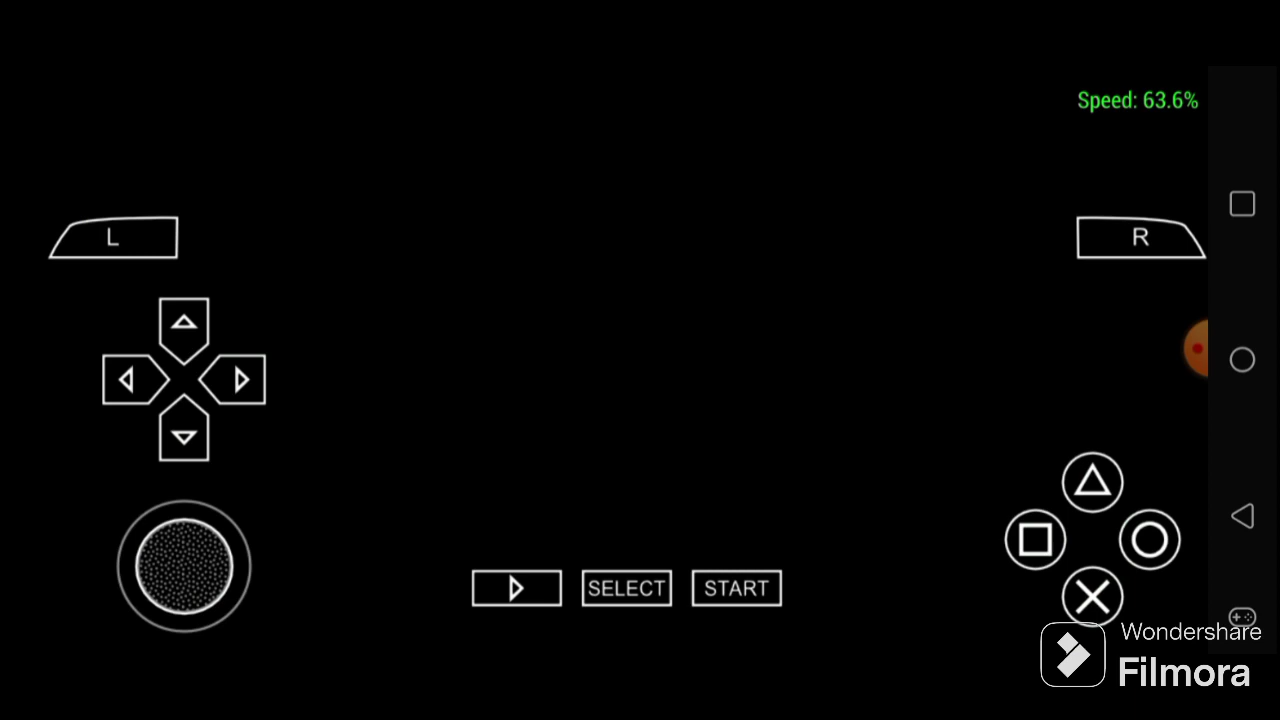 Speed: 63.6%
L
R
SELECT
START
Wondershare
Filmora